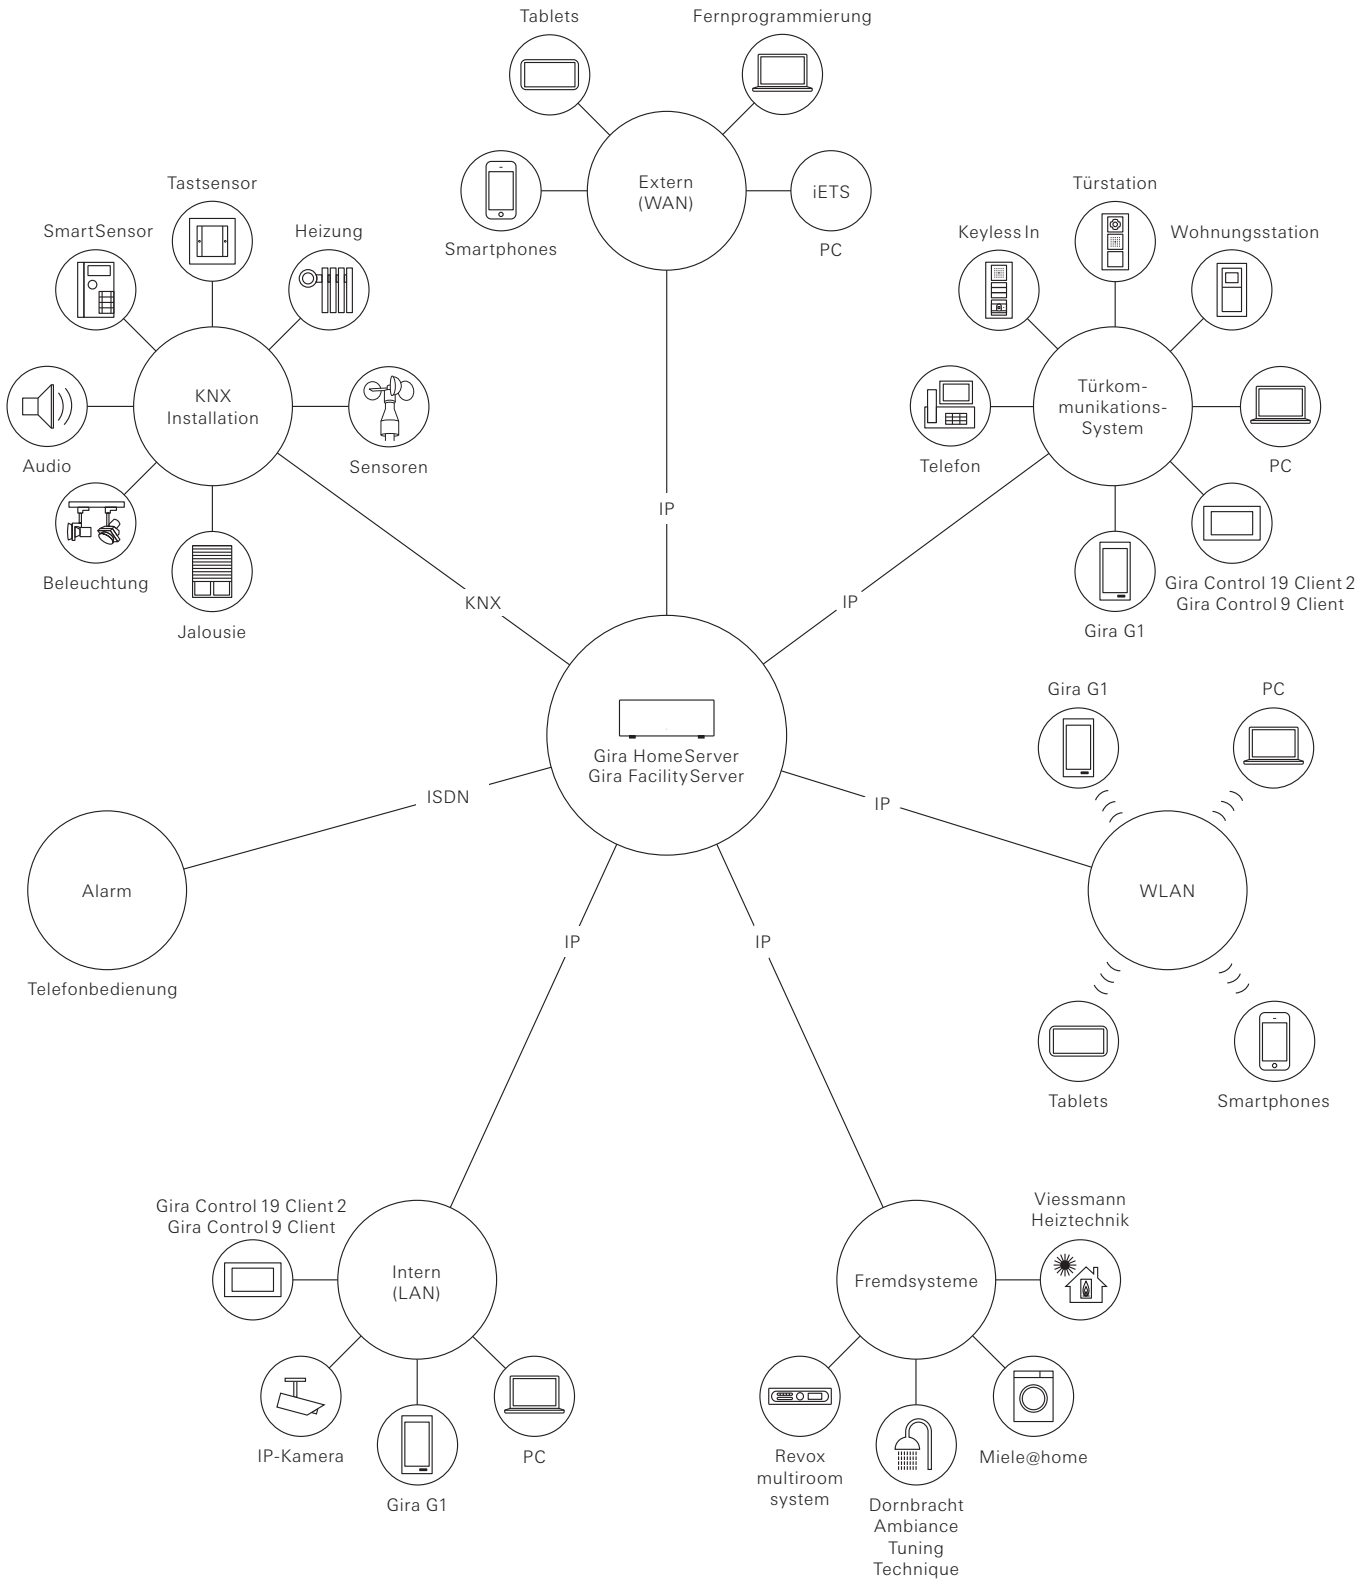 Tablets
Fernprogrammierung
Smartphones
Extern
(WAN)
iETS
PC
Tastsensor
SmartSensor
Heizung
Audio
KNX
Installation
Sensoren
Beleuchtung
Jalousie
Türstation
Keyless In
Wohnungsstation
Telefon
Türkom-
munikations-
System
PC
Gira Control 19 Client 2
Gira Control 9 Client
Gira G1
IP
KNX
IP
Gira HomeServer
Gira FacilityServer
Gira G1
PC
ISDN
IP
Alarm
Telefonbedienung
WLAN
Tablets
Smartphones
IP
IP
Gira Control 19 Client 2
Gira Control 9 Client
Intern
(LAN)
IP-Kamera
Gira G1
PC
Viessmann
Heiztechnik
Fremdsysteme
Revox
multiroom
system
Dornbracht
Ambiance
Tuning
Technique
Miele@home